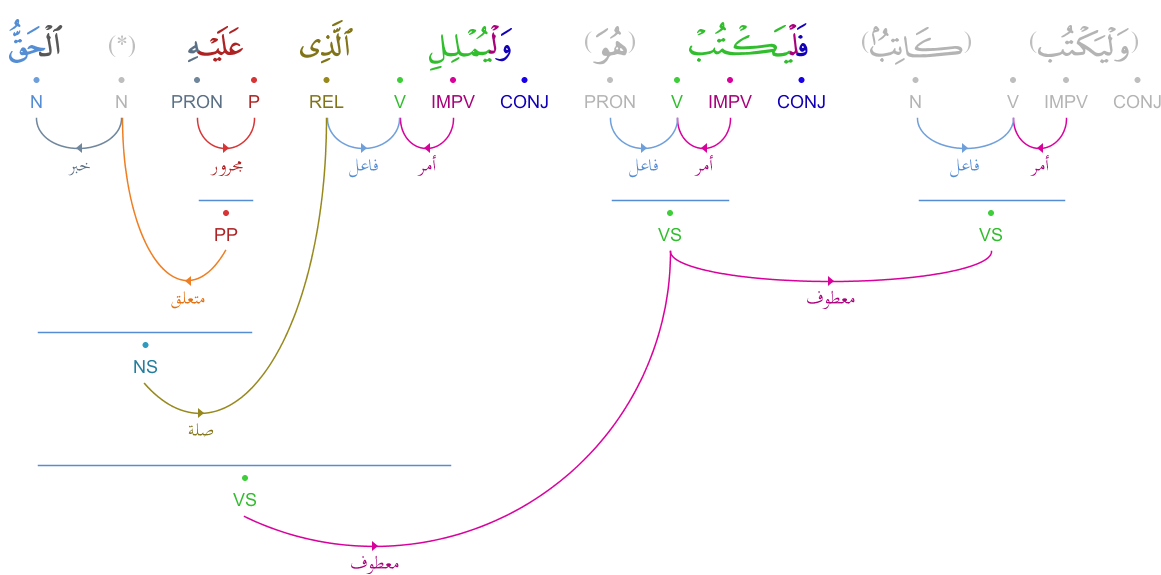 (وَلْيَكْتُب) (كَاتِبٌۢ) فَلْيَكْتُبْ (هُوَ) وَلْيُمْلِلِ ٱلَّذِى عَلَيْهِ (*) ٱلْحَقُّ
CONJ IMPV V N CONJ IMPV V PRON CONJ IMPV V REL P PRON N N
أمر فاعل أمر فاعل أمر فاعل مجرور خبر
VS VS PP
معطوف متعلق
NS
صلة
VS
معطوف